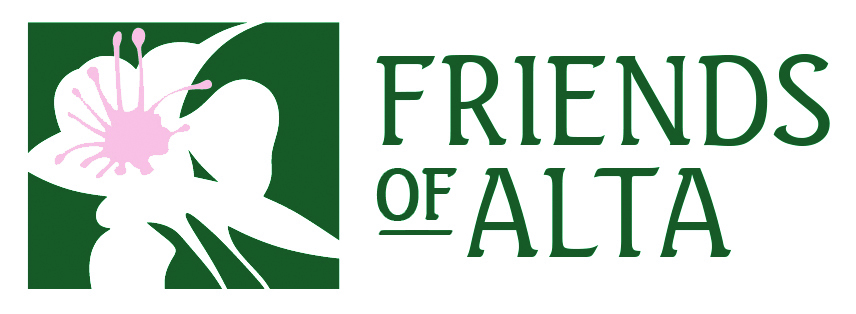 FRIENDS
OF ALTA